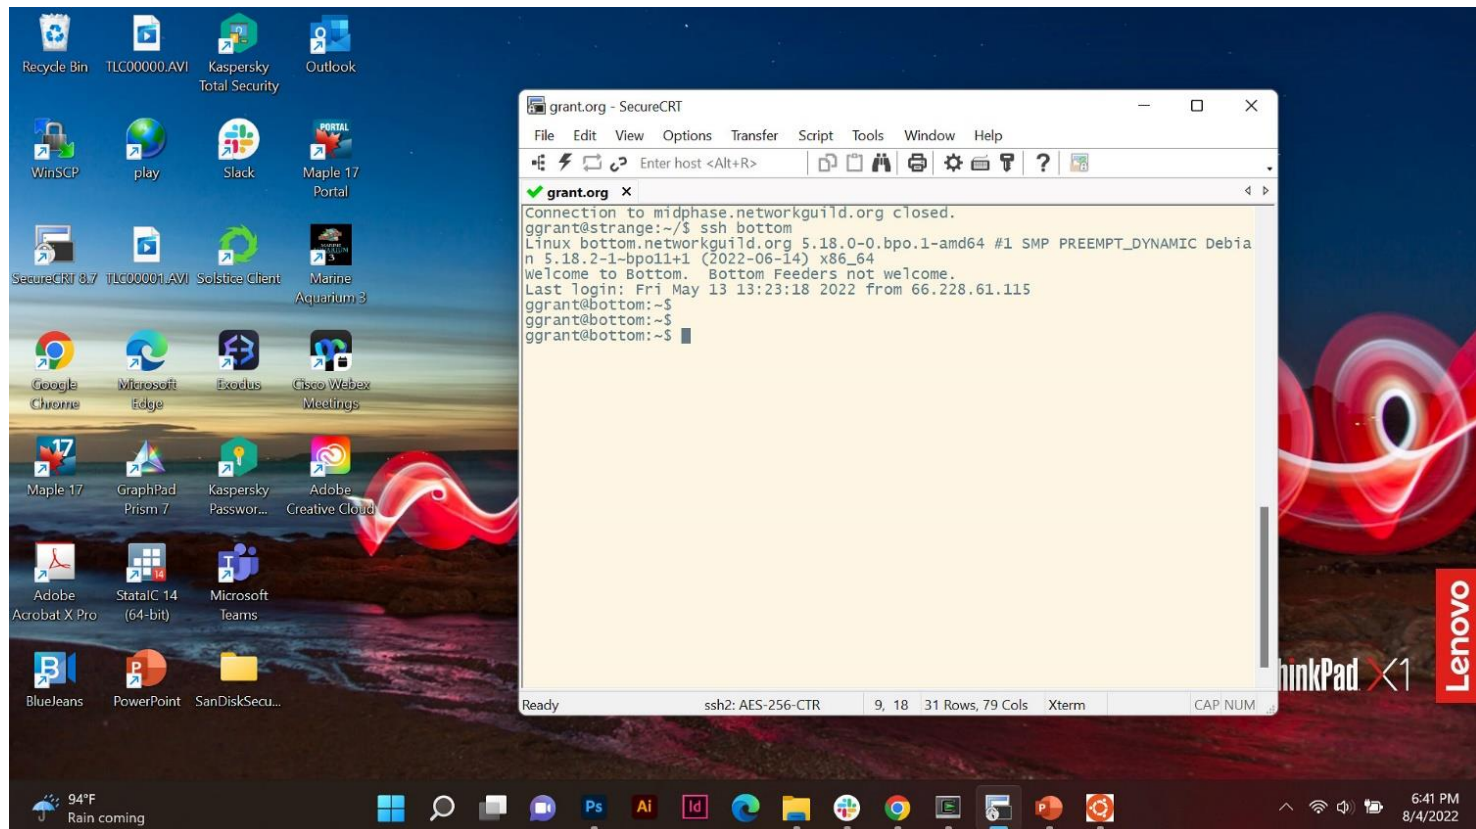 Recycle Bin
TLC00000.AVI
Kaspersky
Total Security
Outlook
WinSCP
play
Slack
PORTAL
Maple 17
Portal
SecureCRT 8.7
TLC00001.AVI
Solstice Client
Marine
Aquarium 3
Google
Chrome
Microsoft
Edge
Exodus
Cisco Webex
Meetings
17
Maple 17
GraphPad
Prism 7
Kaspersky
Passwor...
Adobe
Creative Cloud
Adobe
Acrobat X Pro
14
StataIC 14
(64-bit)
Microsoft
Teams
BlueJeans
PowerPoint
SanDiskSecu...
grant.org - SecureCRT
File Edit View Options Transfer Script Tools Window Help
Enter host <Alt+R>
grant.org
Connection to midphase.networkguild.org closed.
ggrant@strange:~/$ ssh bottom
Linux bottom.networkguild.org 5.18.0-0.bpo.1-amd64 #1 SMP PREEMPT_DYNAMIC Debia
n 5.18.2-1~bpo11+1 (2022-06-14) x86_64
Welcome to Bottom.  Bottom Feeders not welcome.
Last login: Fri May 13 13:23:18 2022 from 66.228.61.115
ggrant@bottom:~$
ggrant@bottom:~$
ggrant@bottom:~$
Ready ssh2: AES-256-CTR 9, 18 31 Rows, 79 Cols Xterm CAP NUM
hinkPad X1
Lenovo
94°F
Rain coming
Ps Ai Id
6:41 PM
8/4/2022